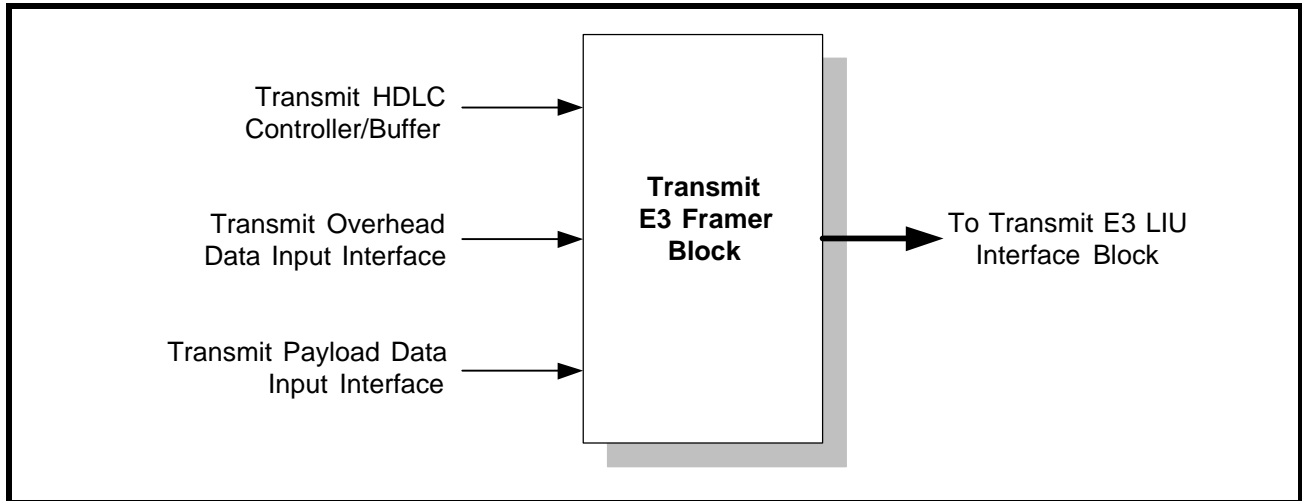 Transmit HDLC
Controller/Buffer
Transmit Overhead
Data Input Interface
Transmit Payload Data
Input Interface
Transmit
E3 Framer
Block
To Transmit E3 LIU
Interface Block